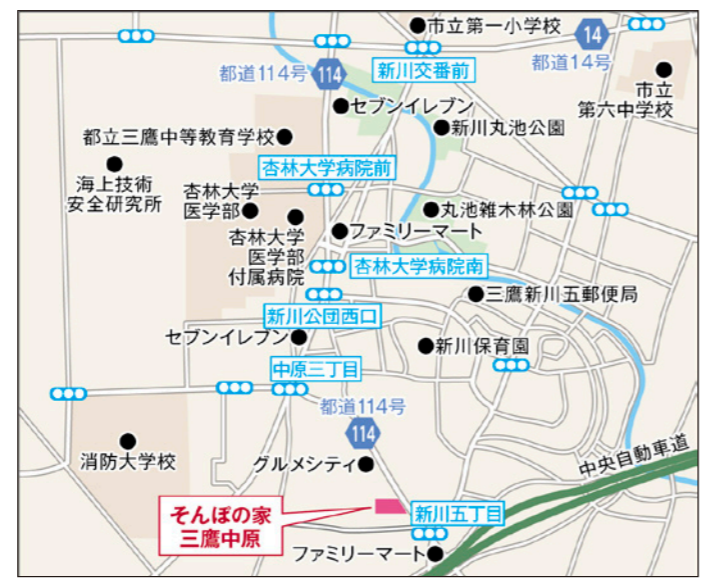 市立第一小学校
14
都道14号
都道114号
114
新川交番前
市立
第六中学校
セブンイレブン
新川丸池公園
都立三鷹中等教育学校
杏林大学病院前
海上技術
安全研究所
杏林大学
医学部
丸池雑木林公園
杏林大学
医学部
付属病院
ファミリーマート
杏林大学病院南
三鷹新川五郵便局
新川公団西口
セブンイレブン
新川保育園
中原三丁目
都道114号
114
消防大学校
グルメシティ
中央自動車道
そんぽの家
三鷹中原
新川五丁目
ファミリーマート